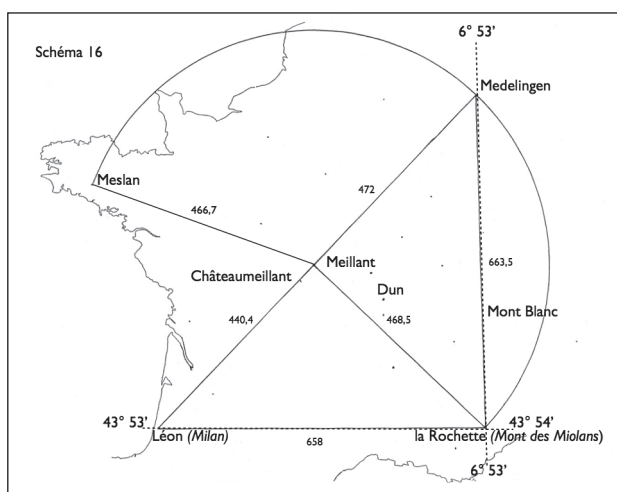 Schéma 16
6° 53’
Medelingen
Meslan
472
466,7
Meillant
Châteaumeillant
663,5
Dun
Mont Blanc
440,4
468,5
43° 53’
43° 54’
Léon (Milan)
la Rochette (Mont des Miolans)
658
6° 53’